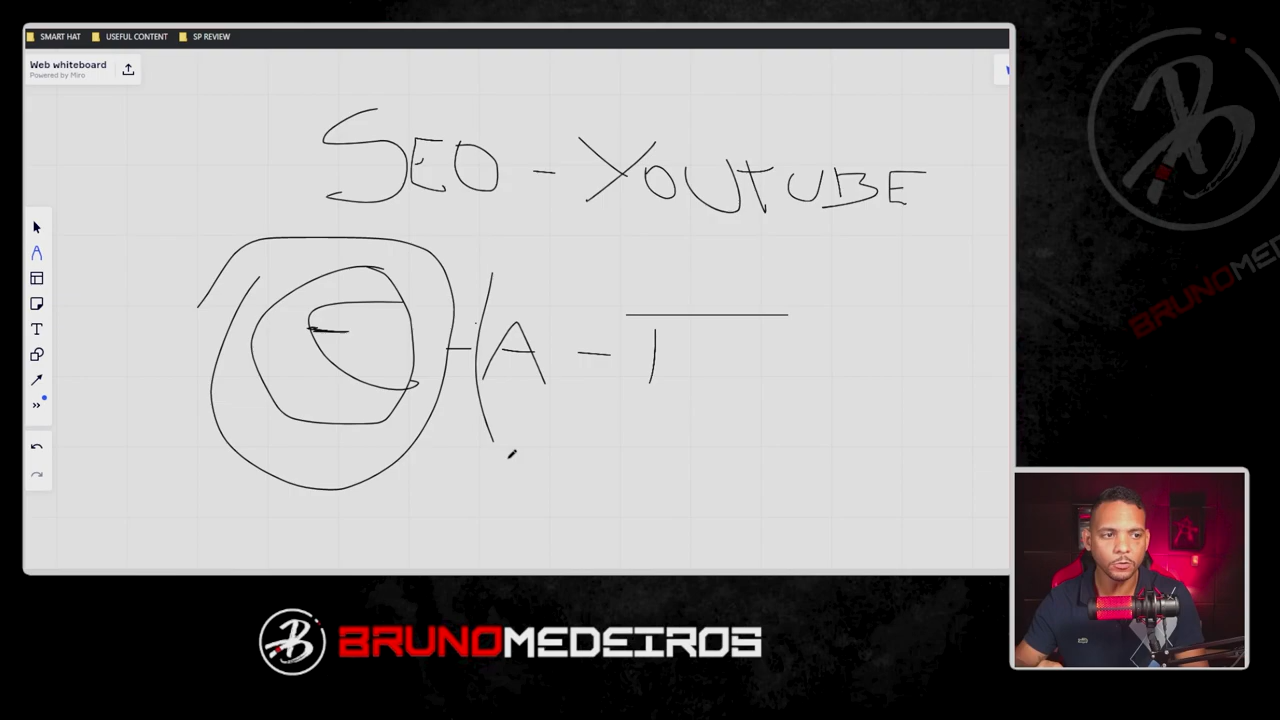 SMART HAT USEFUL CONTENT SP REVIEW
Web whiteboard
Powered by Miro
SEO - YOUTUBE
E - A - T
BRUNOMEDEIROS